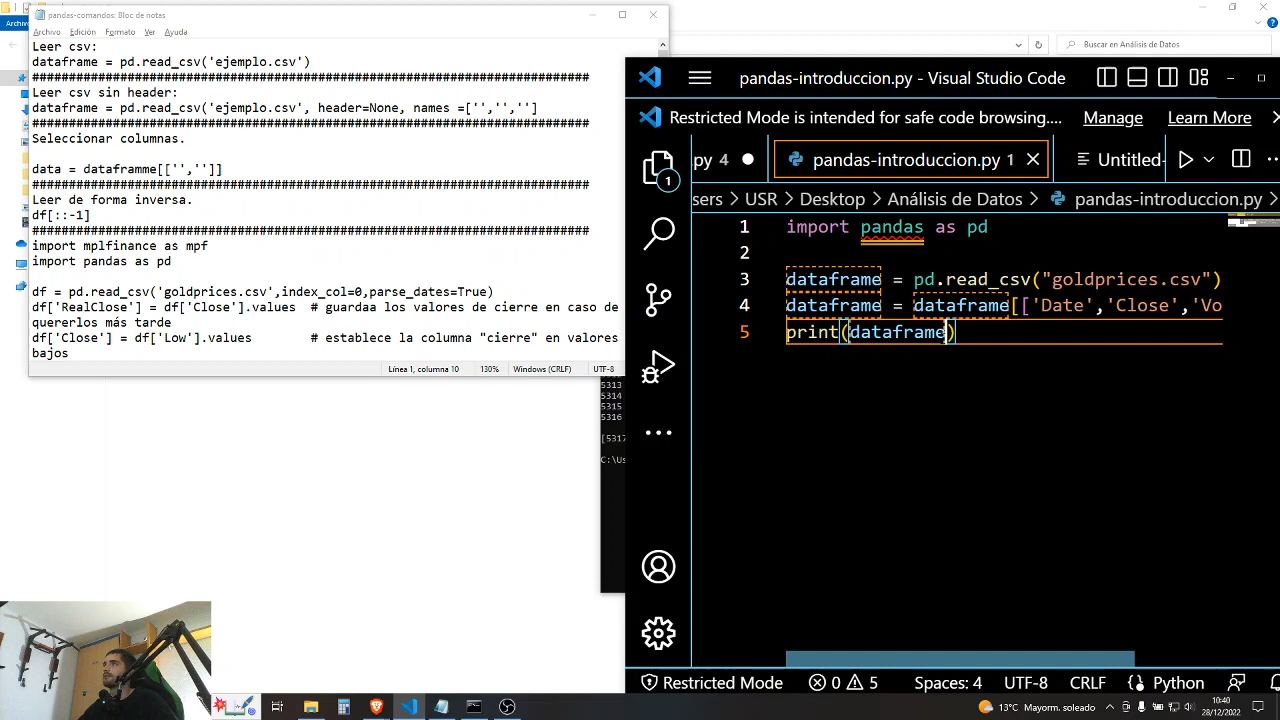 pandas-comandos: Bloc de notas
Archivo Edición Formato Ver Ayuda
Leer csv:
dataframe = pd.read_csv('ejemplo.csv')
############################################################################
Leer csv sin header:
dataframe = pd.read_csv('ejemplo.csv', header=None, names =['','','']
############################################################################
Seleccionar columnas.
data = dataframme[['','']]
############################################################################
Leer de forma inversa.
df[::-1]
############################################################################
import mplfinance as mpf
import pandas as pd
df = pd.read_csv('goldprices.csv',index_col=0,parse_dates=True)
df['RealClose'] = df['Close'].values # guardaa los valores de cierre en caso de
quererlos más tarde
df['Close'] = df['Low'].values # establece la columna "cierre" en valores
bajos
Línea 1, columna 10 130% Windows (CRLF) UTF-8
Archivo
Buscar en Análisis de Datos
pandas-introduccion.py - Visual Studio Code
Restricted Mode is intended for safe code browsing.... Manage Learn More
.py 4 pandas-introduccion.py 1 Untitled-
sers > USR > Desktop > Análisis de Datos > pandas-introduccion.py >
1 import pandas as pd
2
3 dataframe = pd.read_csv("goldprices.csv")
4 dataframe = dataframe[['Date','Close','Vo
5 print(dataframe)
1
5313
5314
5315
5316
[5317
C:\Us
Restricted Mode 0 5 Spaces: 4 UTF-8 CRLF Python
13°C Mayorm. soleado
10:40
28/12/2022